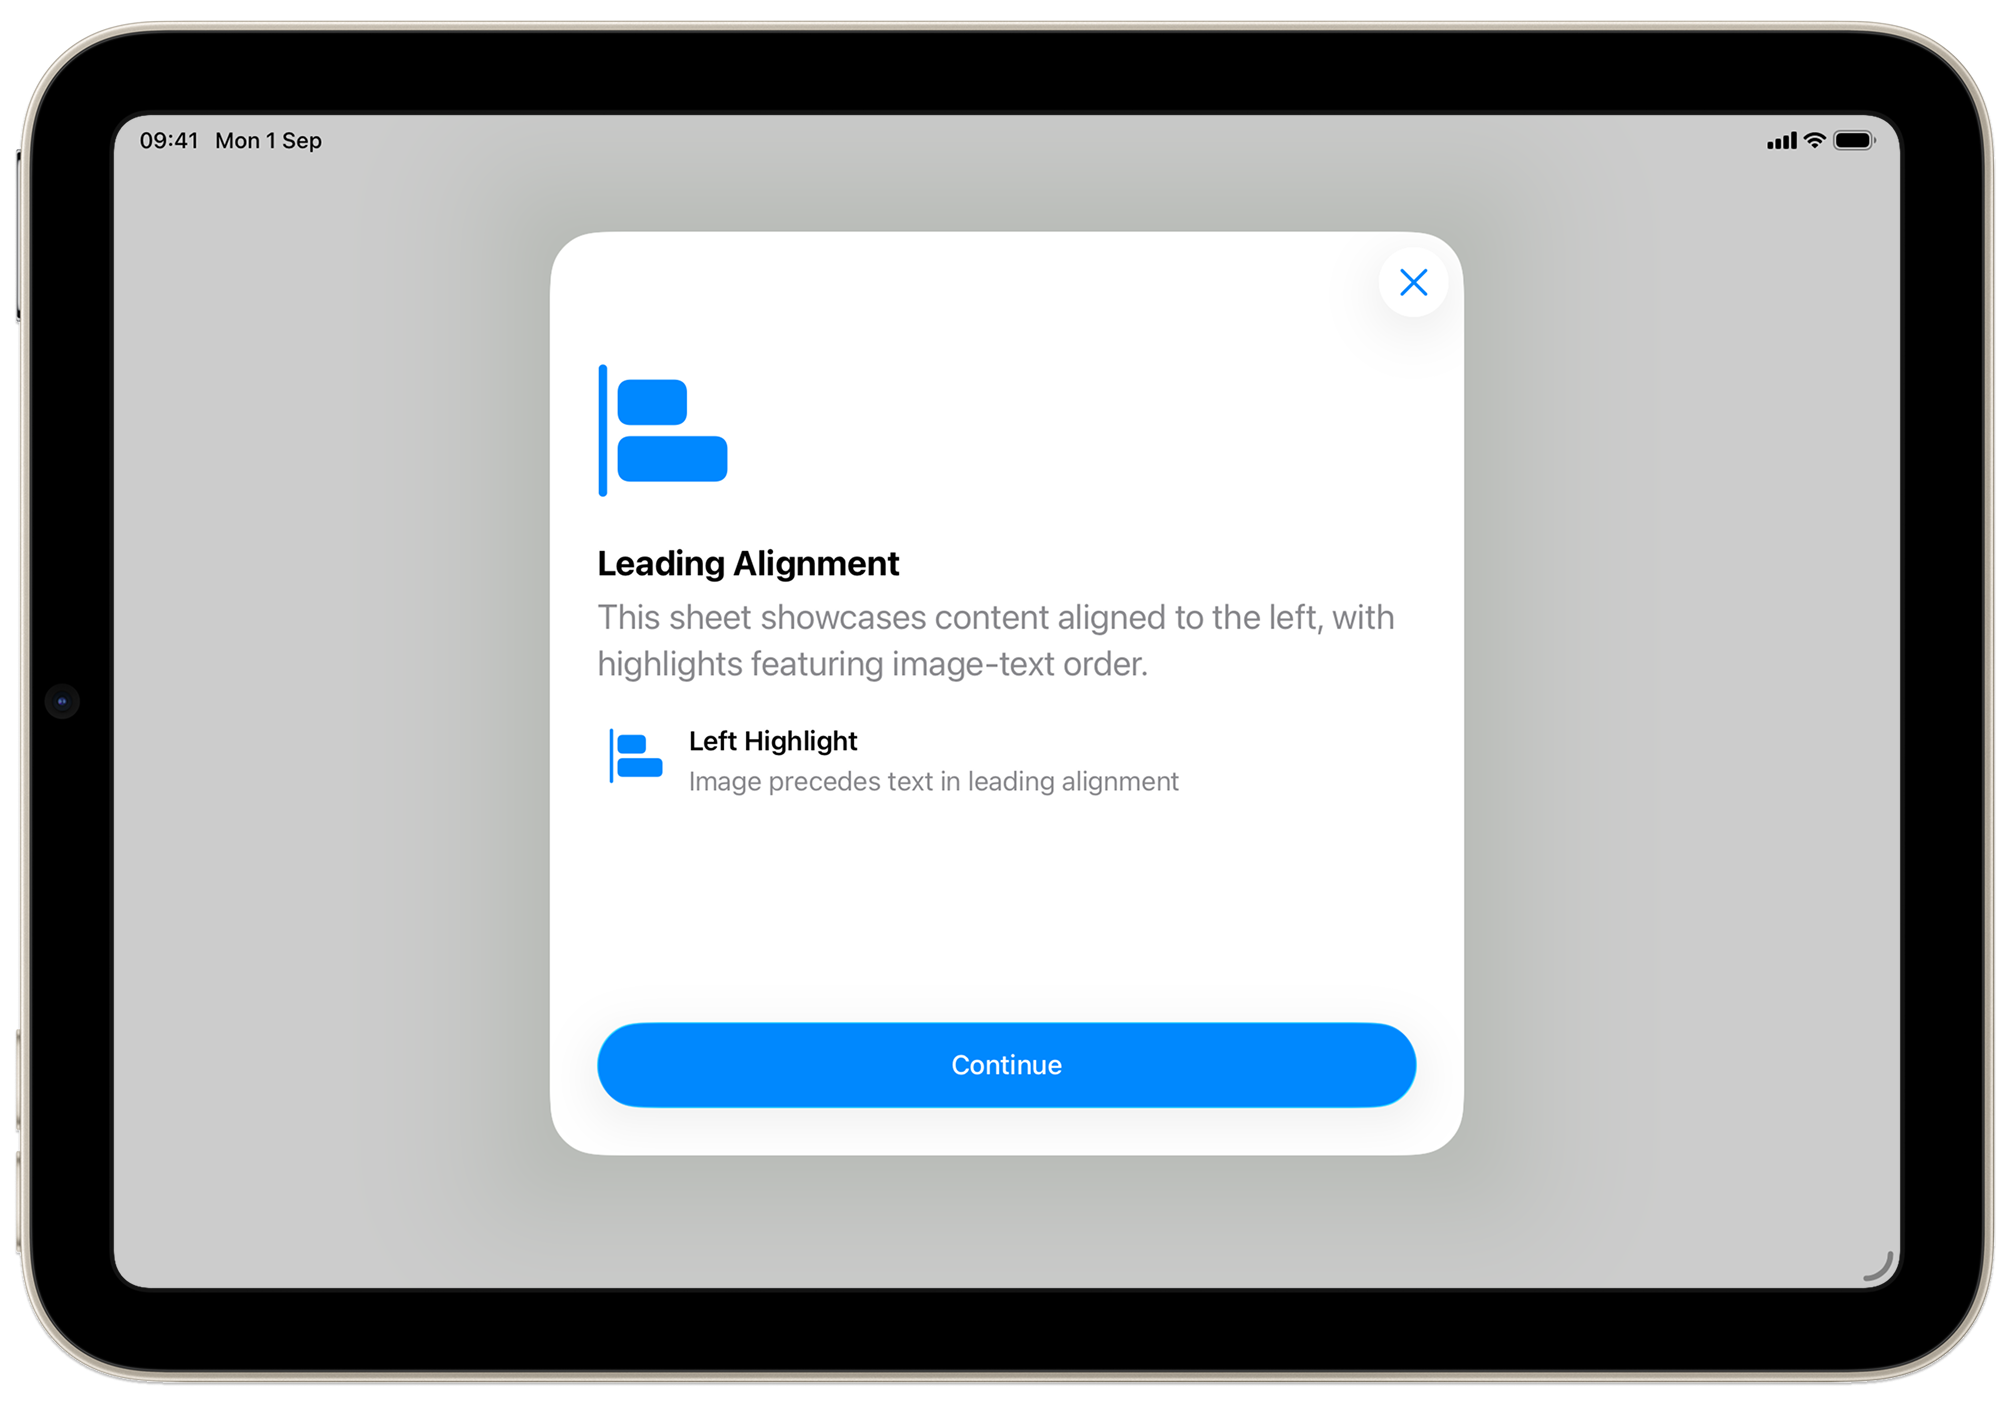 09:41 Mon 1 Sep
Leading Alignment
This sheet showcases content aligned to the left, with
highlights featuring image-text order.
Left Highlight
Image precedes text in leading alignment
Continue